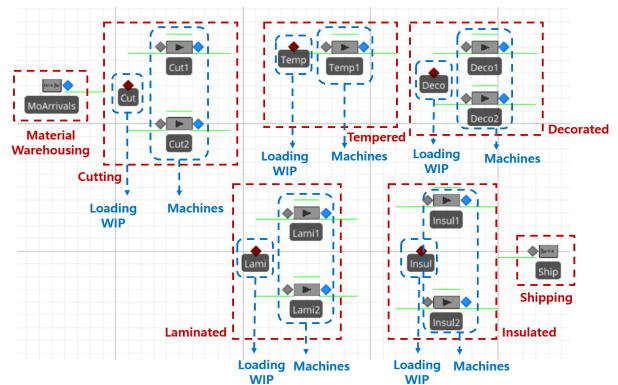 Cut1
Temp1
Deco1
Temp
Deco
MoArrivals
Cut
Cut2
Deco2
Material
Warehousing
Tempered
Decorated
Cutting
Loading
WIP
Machines
Loading
WIP
Machines
Loading
WIP
Machines
Lami1
Insul1
Lami
Insul
Ship
Lami2
Insul2
Shipping
Laminated
Insulated
Loading
WIP
Machines
Loading
WIP
Machines